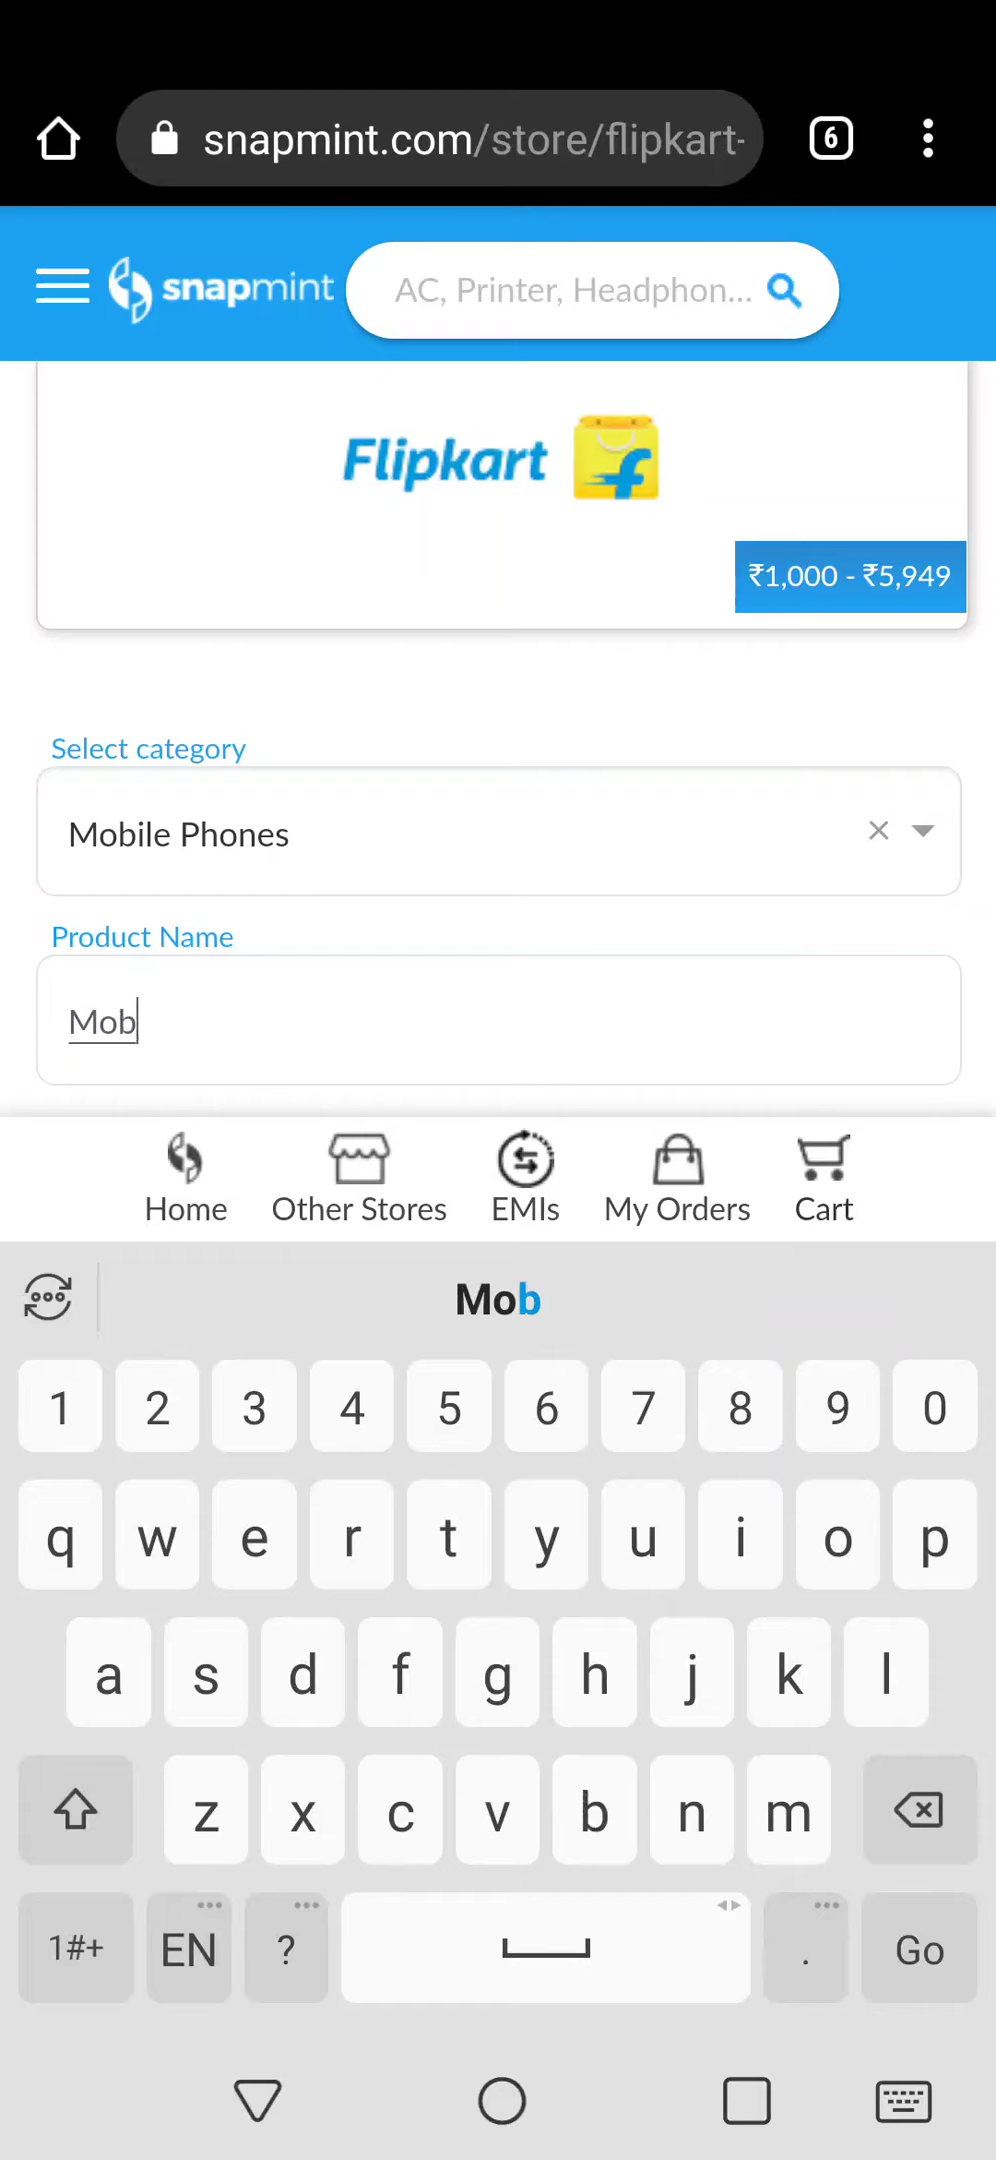 snapmint.com/store/flipkart-
6
snapmint
AC, Printer, Headphon...
Flipkart
₹1,000 - ₹5,949
Select category
Mobile Phones
Product Name
Mob
Home Other Stores EMIs My Orders Cart
Mob
1 2 3 4 5 6 7 8 9 0
q w e r t y u i o p
a s d f g h j k l
z x c v b n m
1#+ EN ? . Go